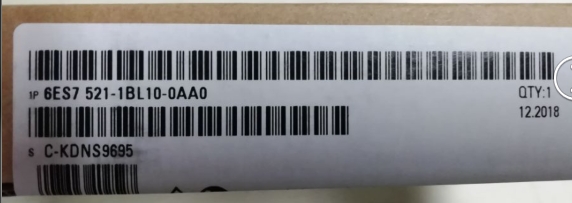 1P 6ES7 521-1BL10-0AA0
QTY:1
12.2018
S C-KDNS9695